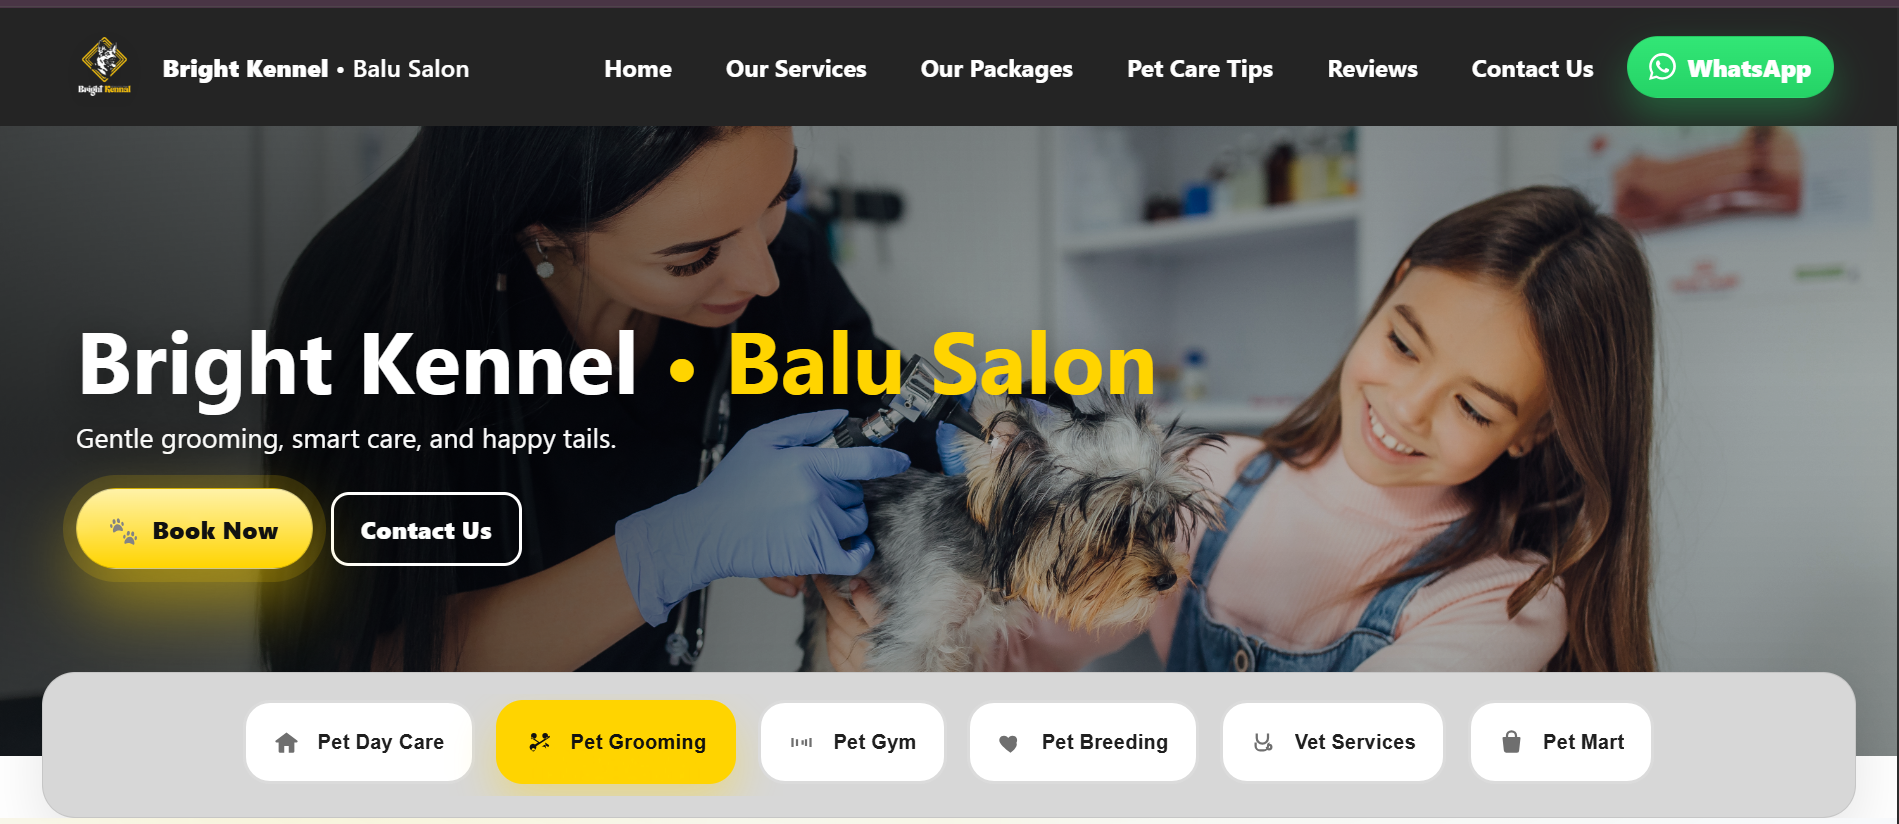 Bright Kennel
Bright Kennel • Balu Salon
Home
Our Services
Our Packages
Pet Care Tips
Reviews
Contact Us
WhatsApp
Bright Kennel • Balu Salon
Gentle grooming, smart care, and happy tails.
Book Now
Contact Us
Pet Day Care
Pet Grooming
Pet Gym
Pet Breeding
Vet Services
Pet Mart